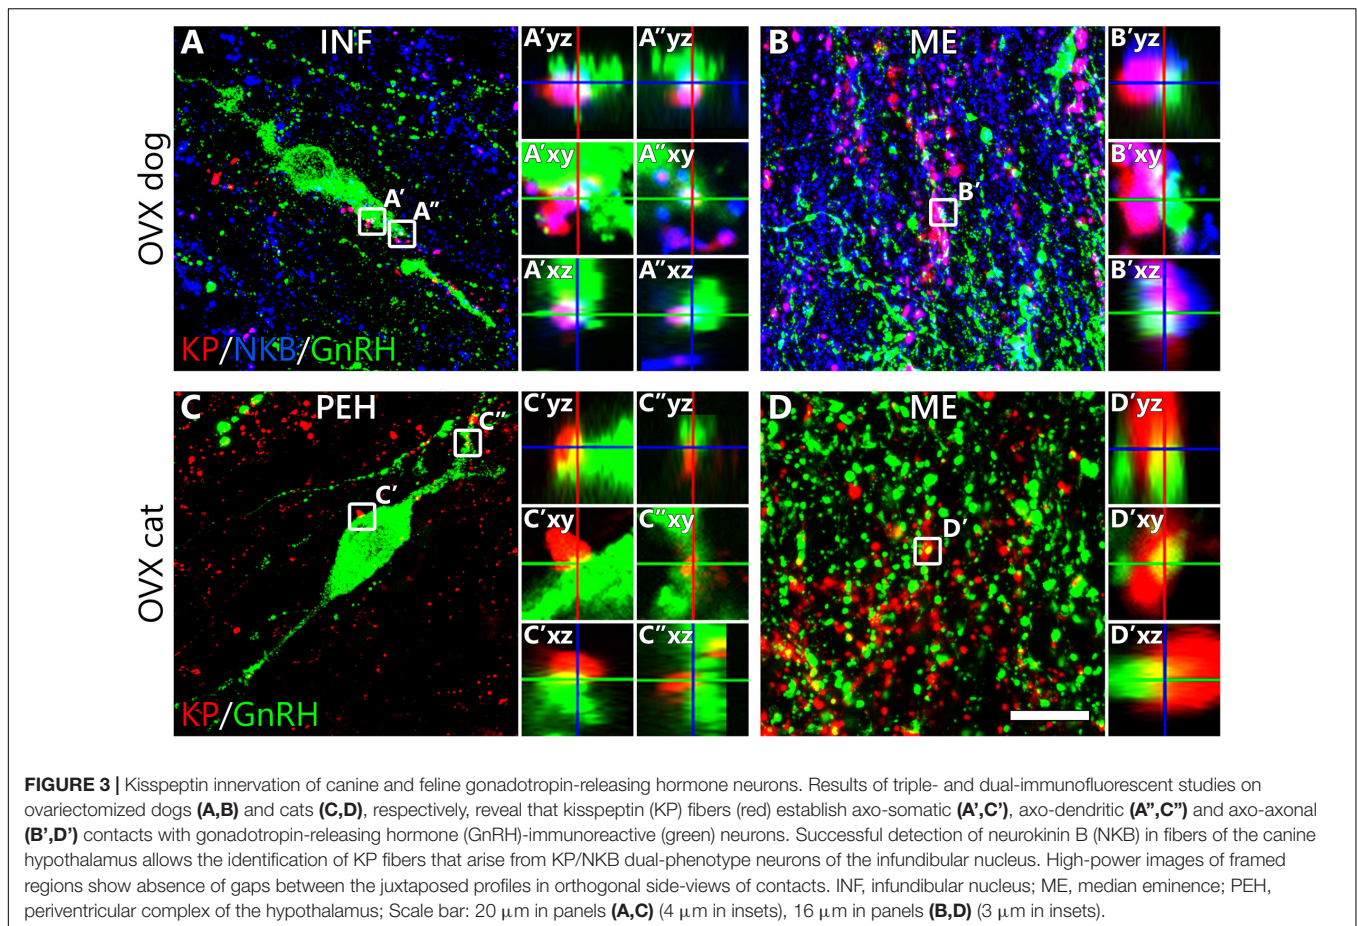 OVX dog
A
INF
A'
A"
KP/NKB/GnRH
A'yz
A"yz
A'xy
A"xy
A'xz
A"xz
B
ME
B'
B'yz
B'xy
B'xz
OVX cat
C
PEH
C"
C'
KP/GnRH
C'yz
C"yz
C'xy
C"xy
C'xz
C"xz
D
ME
D'
D'yz
D'xy
D'xz
FIGURE 3 | Kisspeptin innervation of canine and feline gonadotropin-releasing hormone neurons. Results of triple- and dual-immunofluorescent studies on
ovariectomized dogs (A,B) and cats (C,D), respectively, reveal that kisspeptin (KP) fibers (red) establish axo-somatic (A′,C′), axo-dendritic (A″,C″) and axo-axonal
(B′,D′) contacts with gonadotropin-releasing hormone (GnRH)-immunoreactive (green) neurons. Successful detection of neurokinin B (NKB) in fibers of the canine
hypothalamus allows the identification of KP fibers that arise from KP/NKB dual-phenotype neurons of the infundibular nucleus. High-power images of framed
regions show absence of gaps between the juxtaposed profiles in orthogonal side-views of contacts. INF, infundibular nucleus; ME, median eminence; PEH,
periventricular complex of the hypothalamus; Scale bar: 20 μm in panels (A,C) (4 μm in insets), 16 μm in panels (B,D) (3 μm in insets).